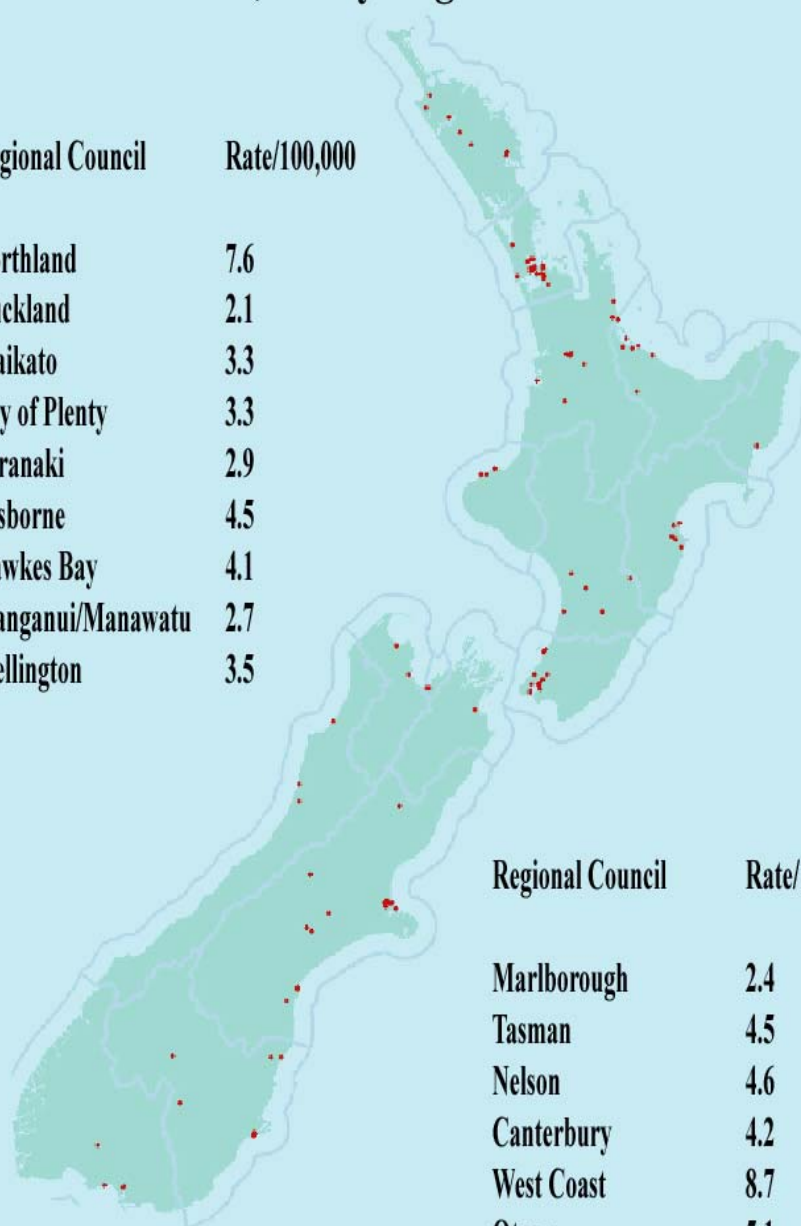 gional Council Rate/100,000
rthland 7.6
ckland 2.1
aikato 3.3
y of Plenty 3.3
ranaki 2.9
sborne 4.5
wkes Bay 4.1
anganui/Manawatu 2.7
ellington 3.5
Regional Council Rate/
Marlborough 2.4
Tasman 4.5
Nelson 4.6
Canterbury 4.2
West Coast 8.7